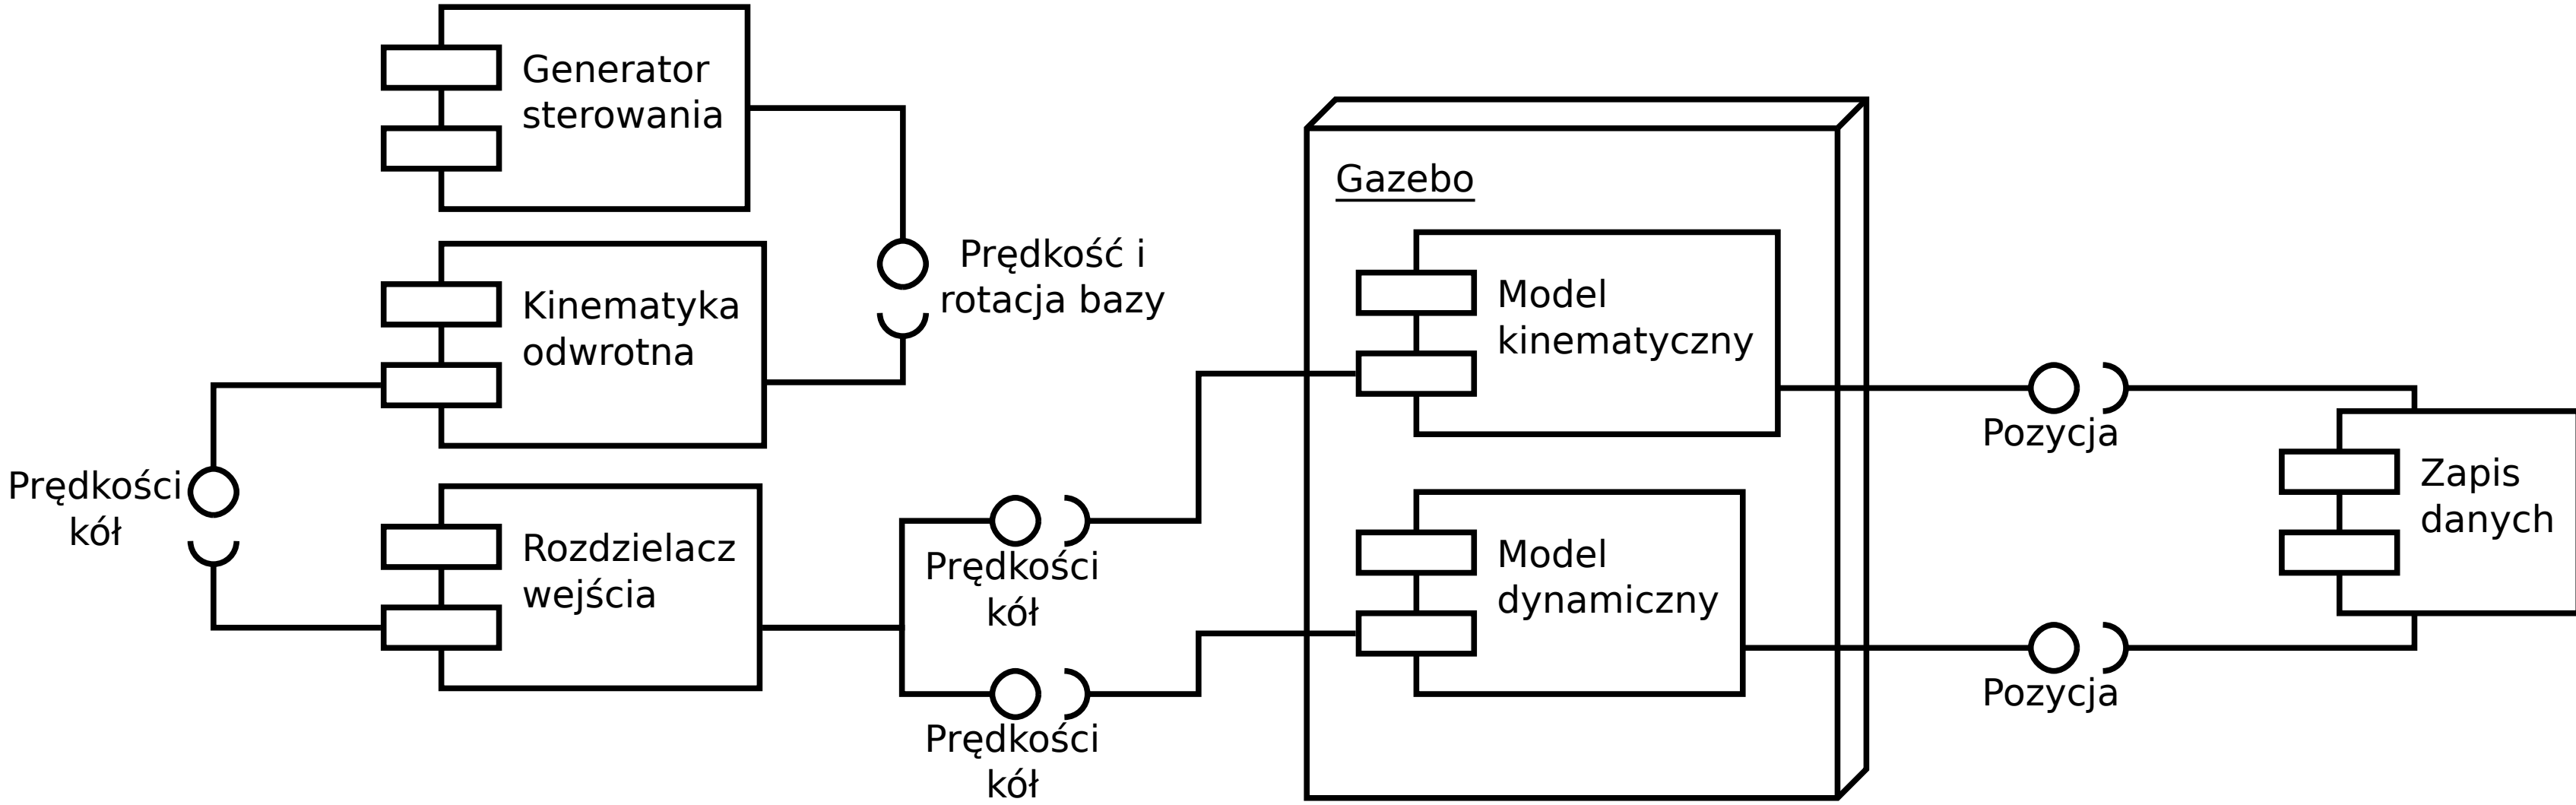 Generator
sterowania
Kinematyka
odwrotna
Prędkość i
rotacja bazy
Prędkości
kół
Rozdzielacz
wejścia
Prędkości
kół
Prędkości
kół
Gazebo
Model
kinematyczny
Model
dynamiczny
Pozycja
Pozycja
Zapis
danych